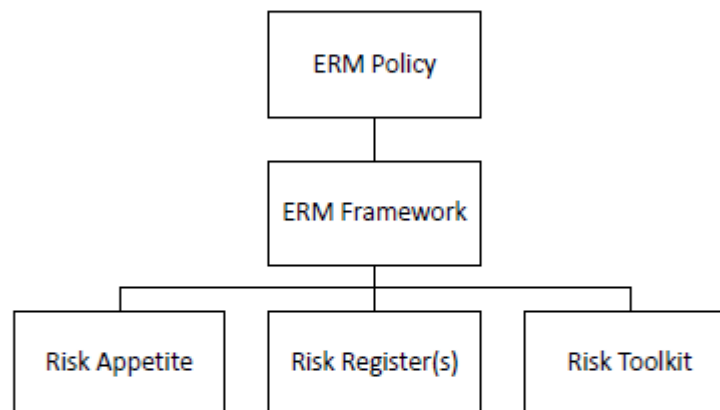 ERM Policy
ERM Framework
Risk Appetite
Risk Register(s)
Risk Toolkit